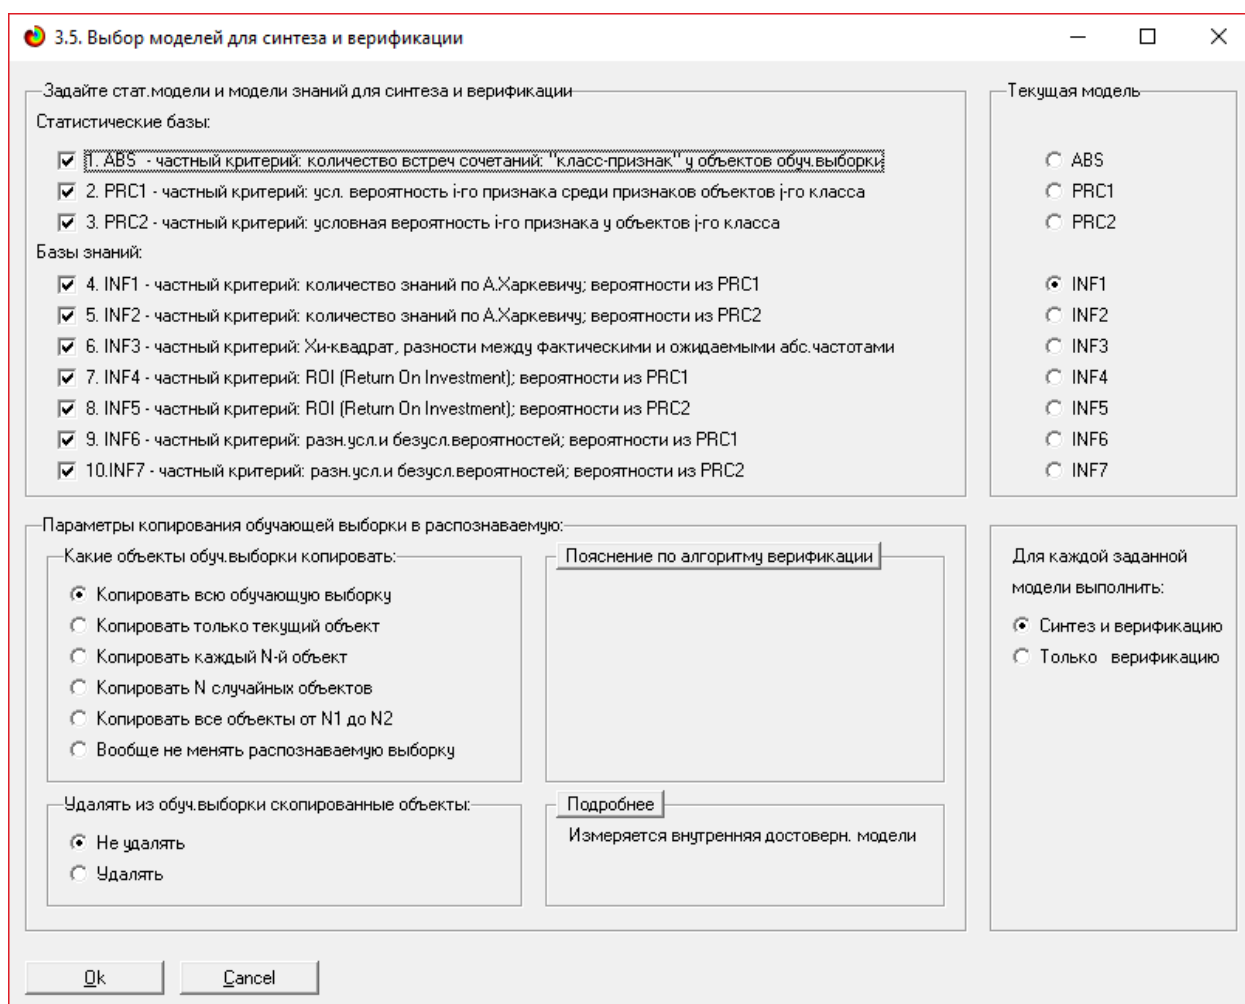 3.5. Выбор моделей для синтеза и верификации
Задайте стат.модели и модели знаний для синтеза и верификации
Статистические базы:
1. ABS - частный критерий: количество встреч сочетаний: "класс-признак" у объектов обуч.выборки
2. PRC1 - частный критерий: усл. вероятность i-го признака среди признаков объектов j-го класса
3. PRC2 - частный критерий: условная вероятность i-го признака у объектов j-го класса
Базы знаний:
4. INF1 - частный критерий: количество знаний по А.Харкевичу; вероятности из PRC1
5. INF2 - частный критерий: количество знаний по А.Харкевичу; вероятности из PRC2
6. INF3 - частный критерий: Хи-квадрат, разности между фактическими и ожидаемыми абс.частотами
7. INF4 - частный критерий: ROI (Return On Investment); вероятности из PRC1
8. INF5 - частный критерий: ROI (Return On Investment); вероятности из PRC2
9. INF6 - частный критерий: разн.усл.и безусл.вероятностей; вероятности из PRC1
10.INF7 - частный критерий: разн.усл.и безусл.вероятностей; вероятности из PRC2
Текущая модель
ABS
PRC1
PRC2
INF1
INF2
INF3
INF4
INF5
INF6
INF7
Параметры копирования обучающей выборки в распознаваемую:
Какие объекты обуч.выборки копировать:
Копировать всю обучающую выборку
Копировать только текущий объект
Копировать каждый N-й объект
Копировать N случайных объектов
Копировать все объекты от N1 до N2
Вообще не менять распознаваемую выборку
Пояснение по алгоритму верификации
Удалять из обуч.выборки скопированные объекты:
Не удалять
Удалять
Подробнее
Измеряется внутренняя достоверн. модели
Для каждой заданной
модели выполнить:
Синтез и верификацию
Только верификацию
Ok
Cancel